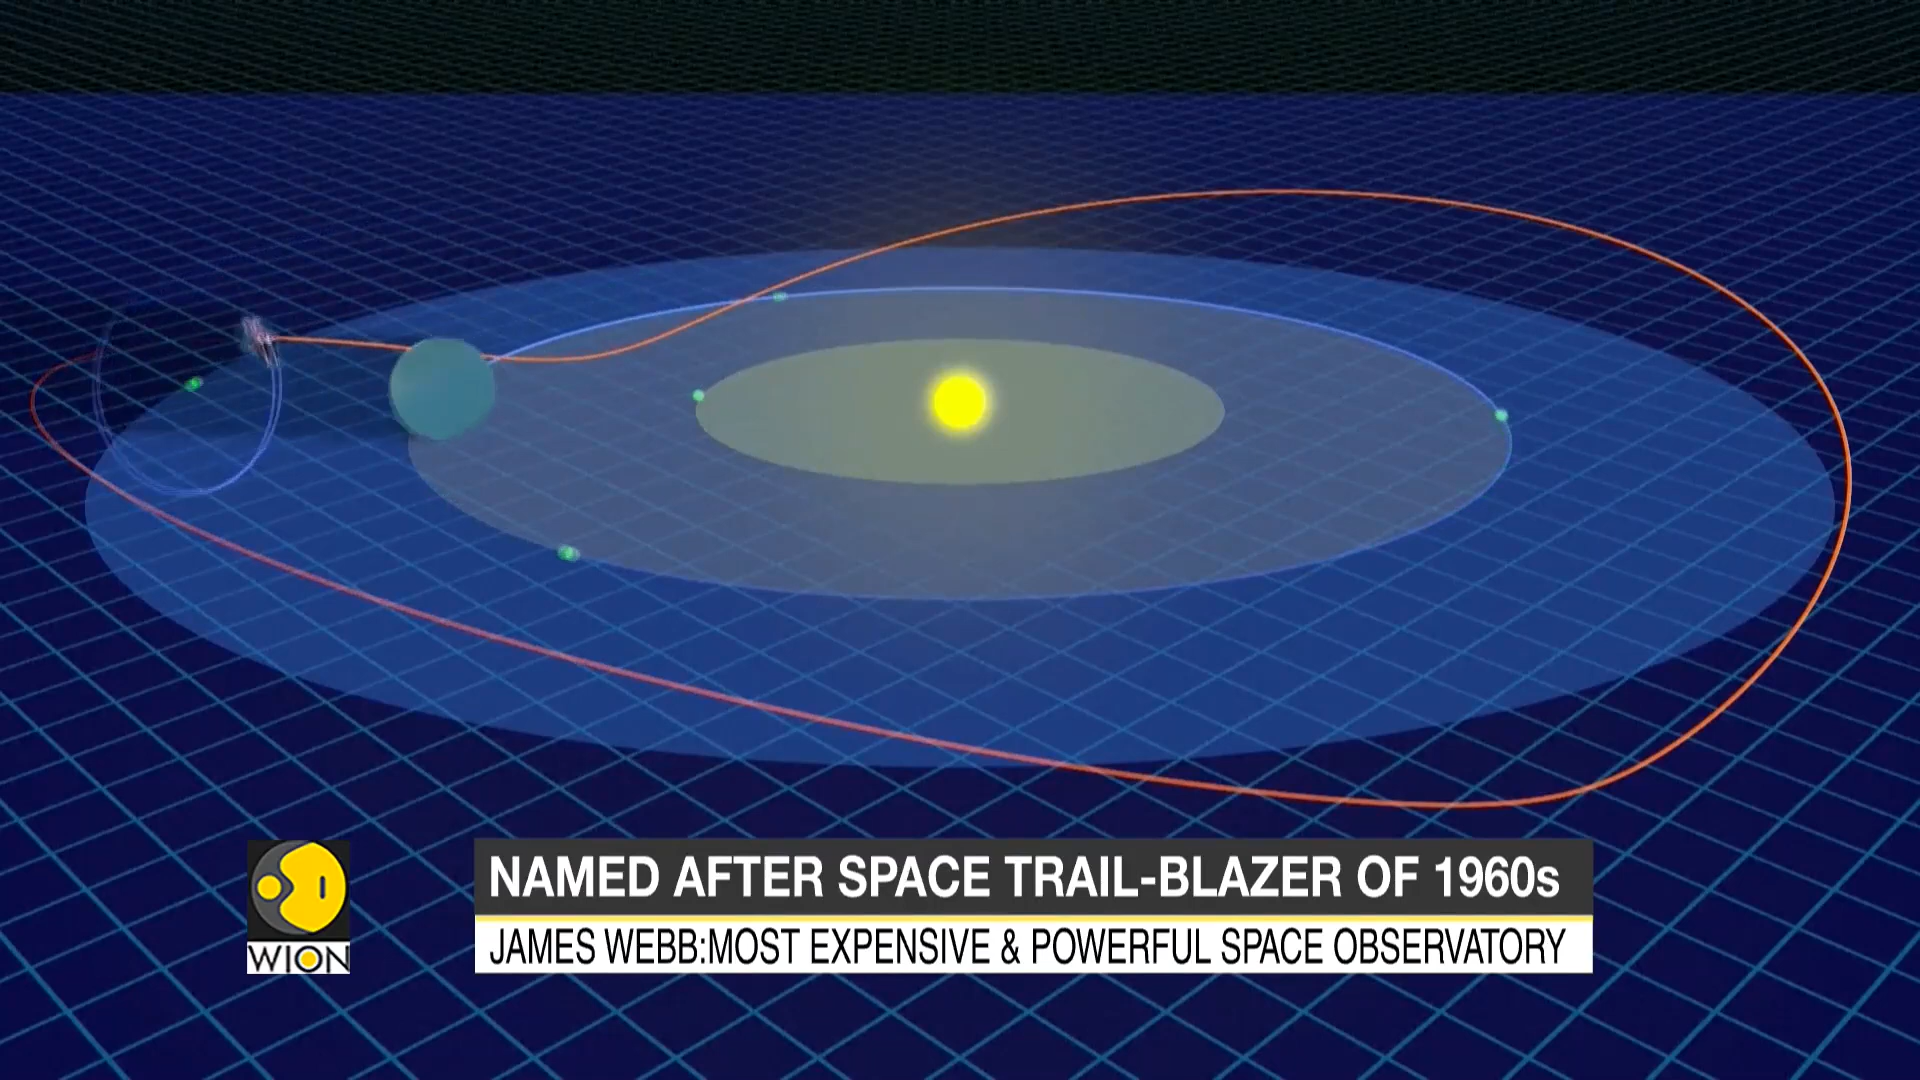 NAMED AFTER SPACE TRAIL-BLAZER OF 1960s
JAMES WEBB:MOST EXPENSIVE & POWERFUL SPACE OBSERVATORY
WION